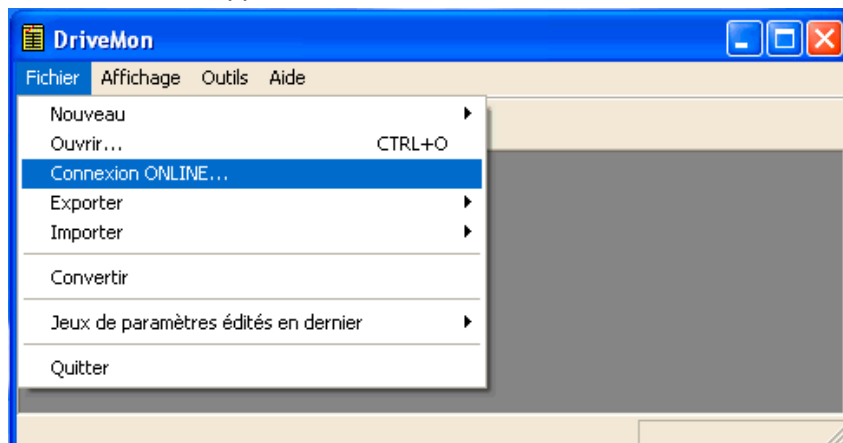 DriveMon
Fichier Affichage Outils Aide
Nouveau
Ouvrir... CTRL+O
Connexion ONLINE...
Exporter
Importer
Convertir
Jeux de paramètres édités en dernier
Quitter